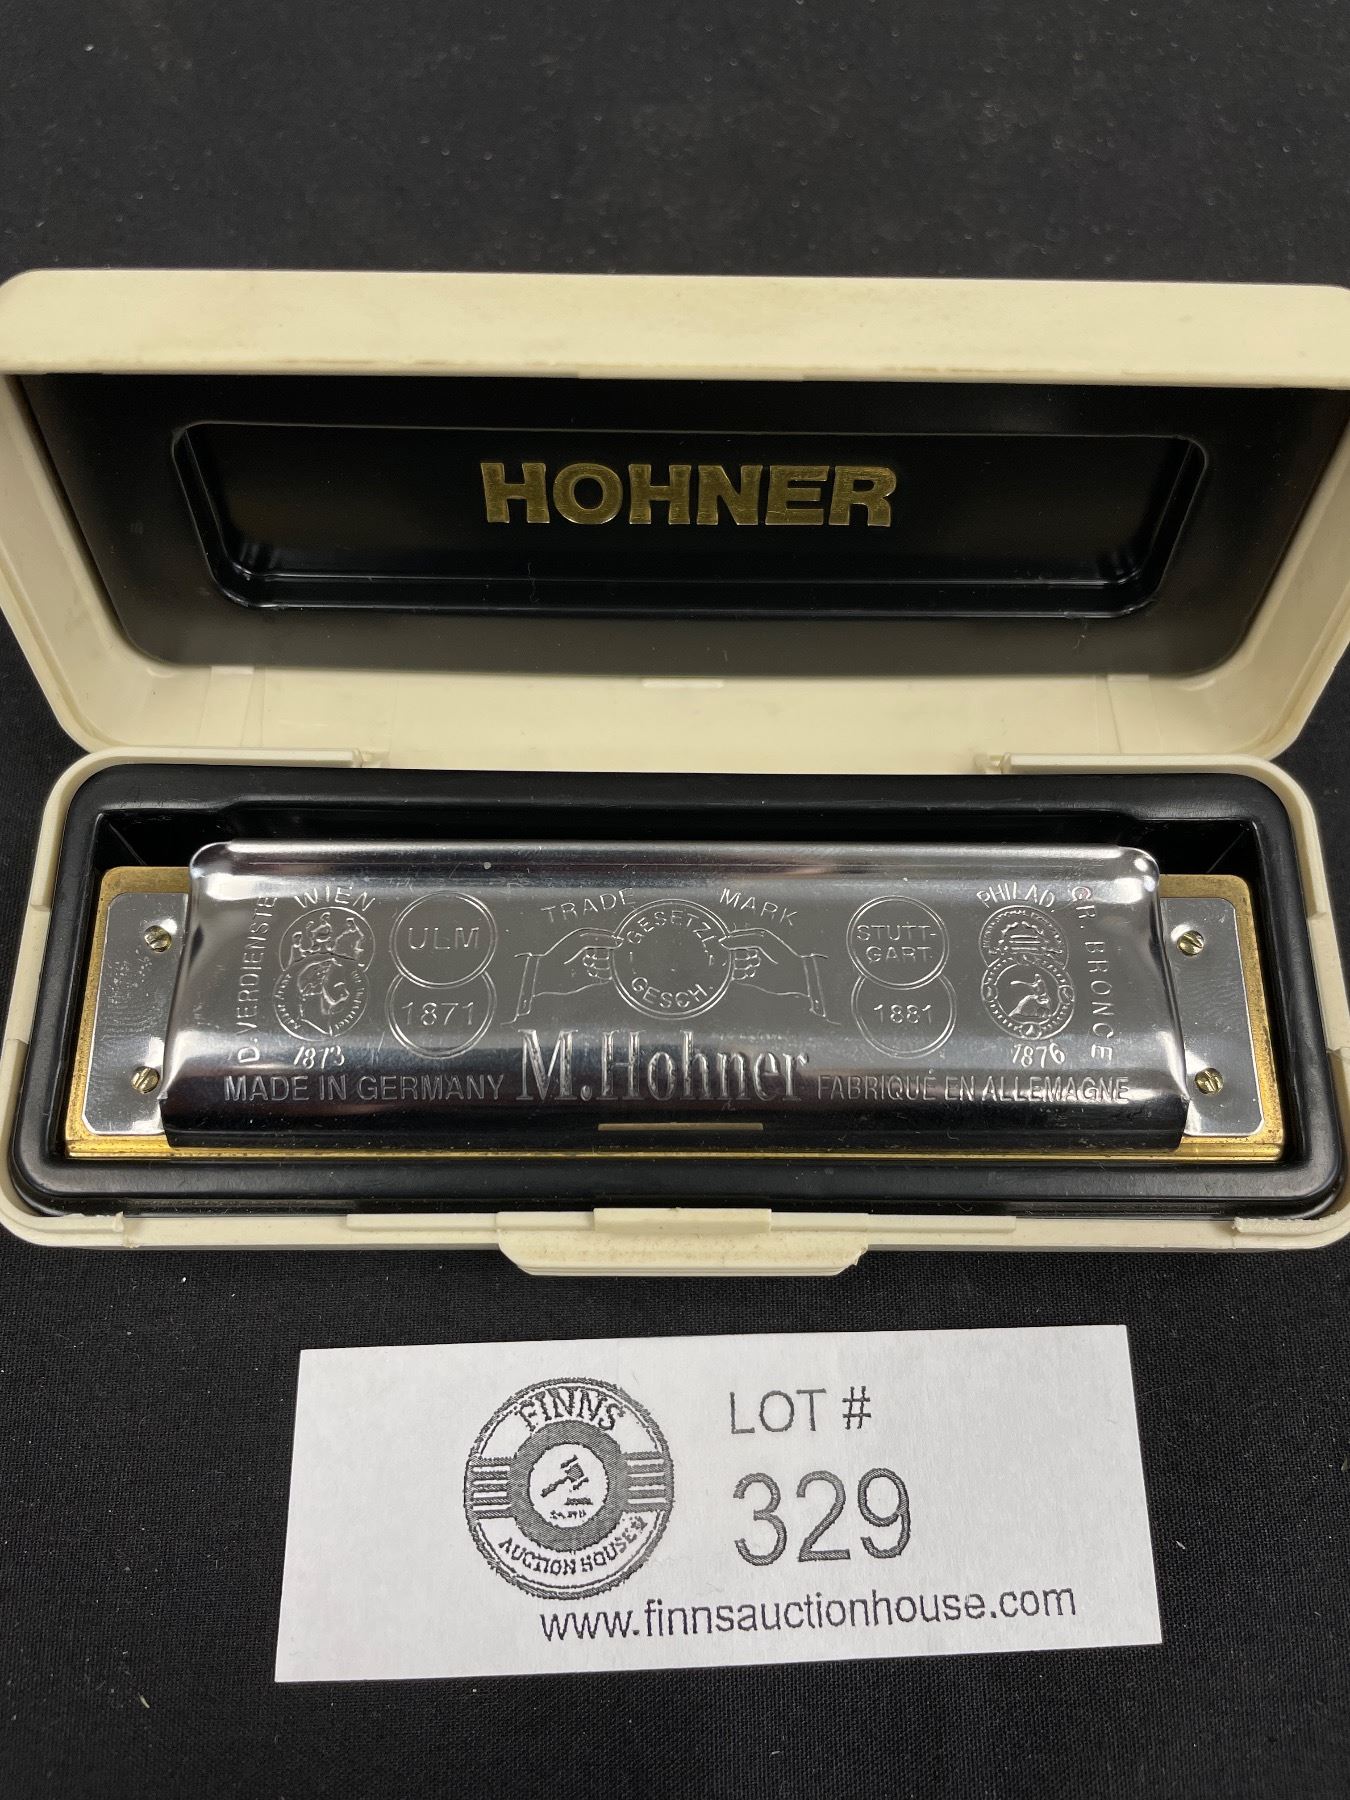 HOHNER
D. VERDIENSTE
WIEN
1873
ULM
1871
TRADE MARK
GESETZL.
GESCH.
STUTT-
GART
1881
PHILAD.
1876
GR. BRONCE
MADE IN GERMANY M.Hohner FABRIQUÉ EN ALLEMAGNE
FINNS
AUCTION HOUSE
LOT #
329
www.finnsauctionhouse.com